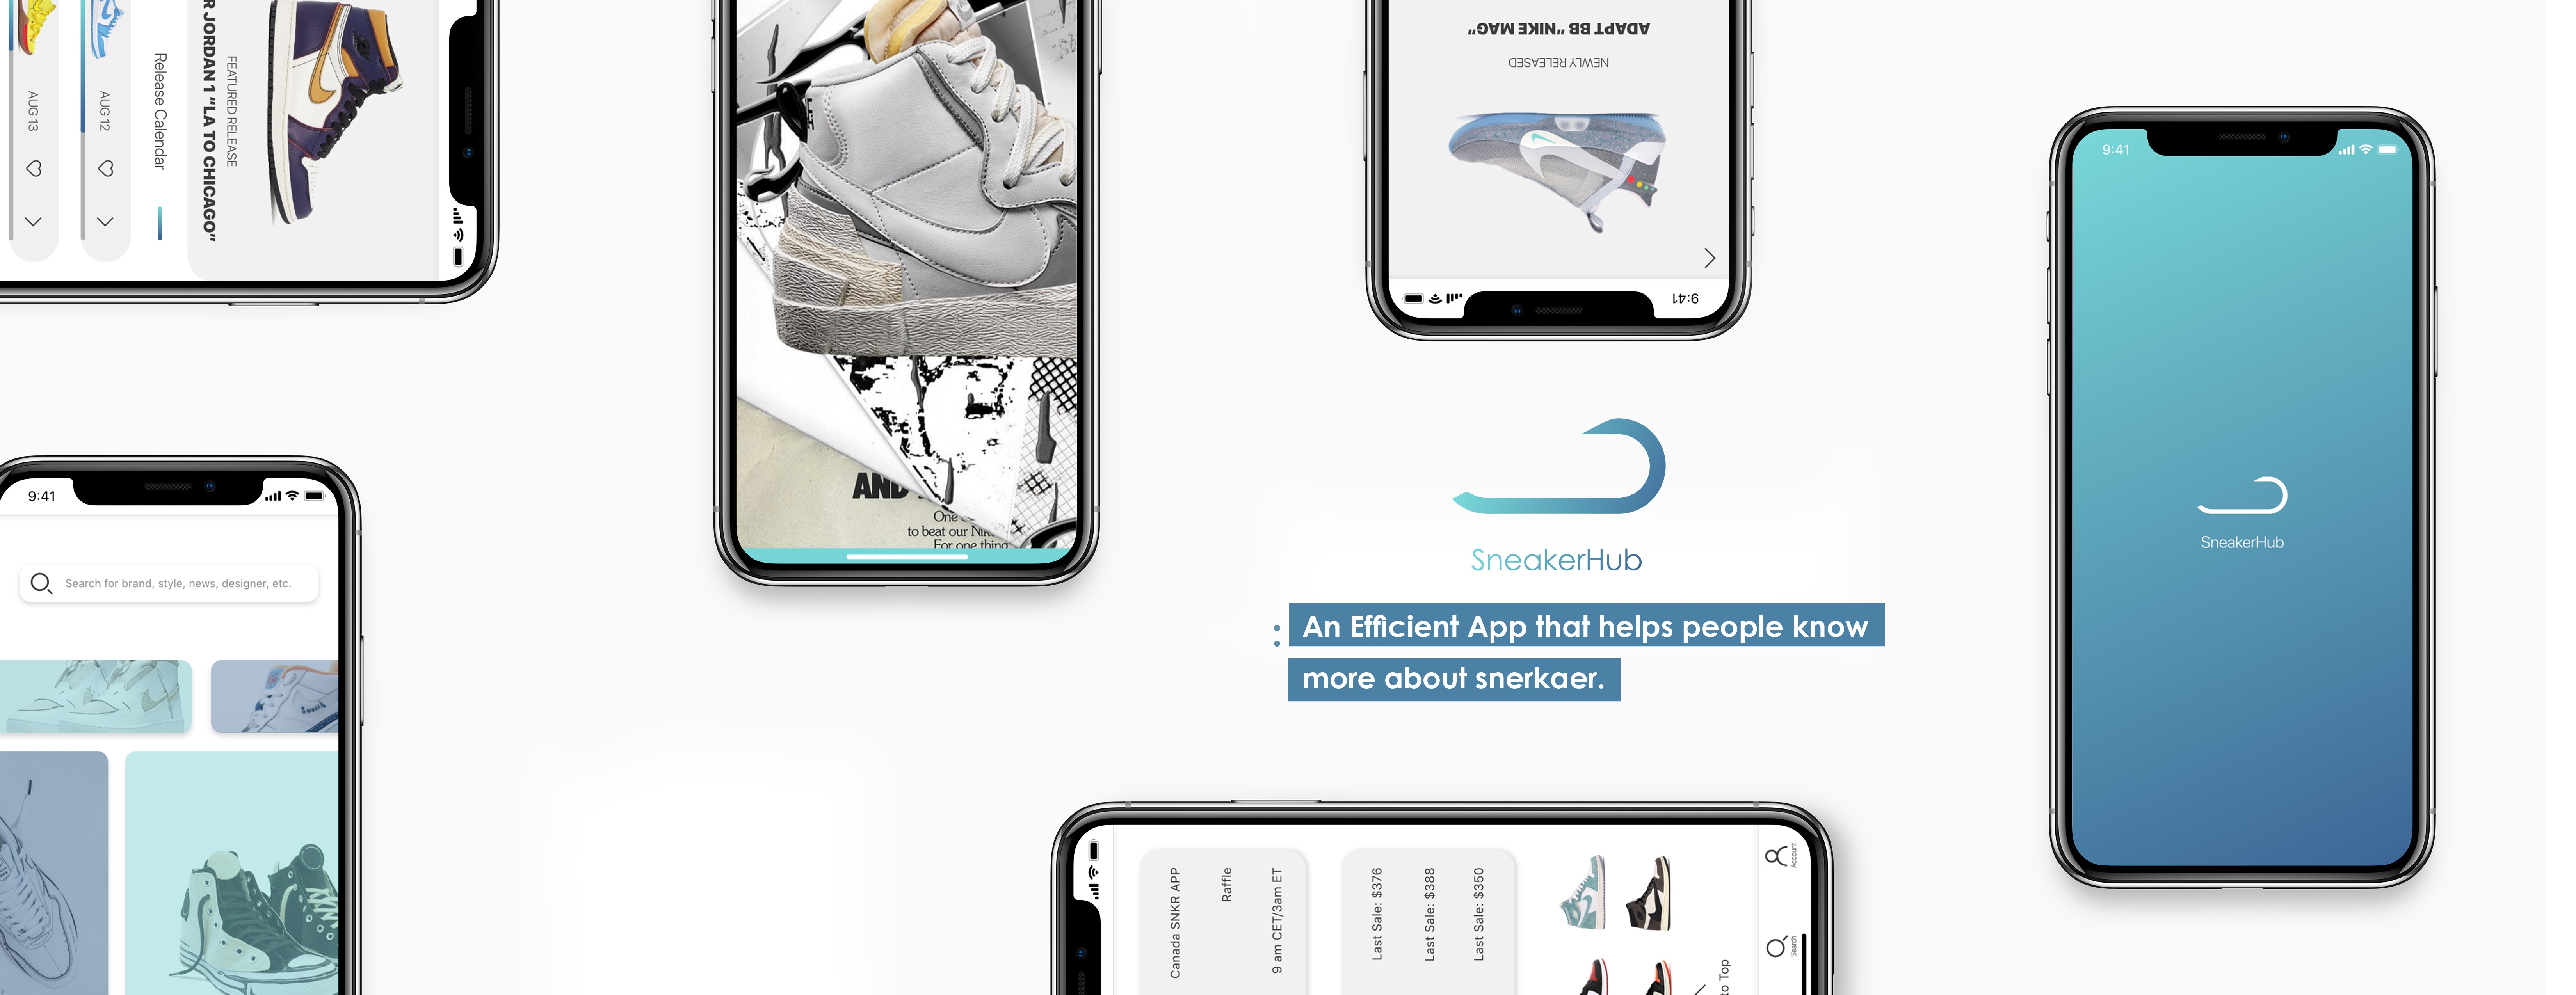 R JORDAN 1 "LA TO CHICAGO"
FEATURED RELEASE
Release Calendar
AUG 12
AUG 13
9:41
Search for brand, style, news, designer, etc.
AND
One
to beat our
For one thing
ADAPT BB "NIKE MAG"
NEWLY RELEASED
9:41
SneakerHub
: An Efficient App that helps people know
more about snerkaer.
Canada SNKR APP
Raffle
9 am CET/3am ET
Last Sale: $376
Last Sale: $388
Last Sale: $350
to Top
Account
Search
9:41
SneakerHub